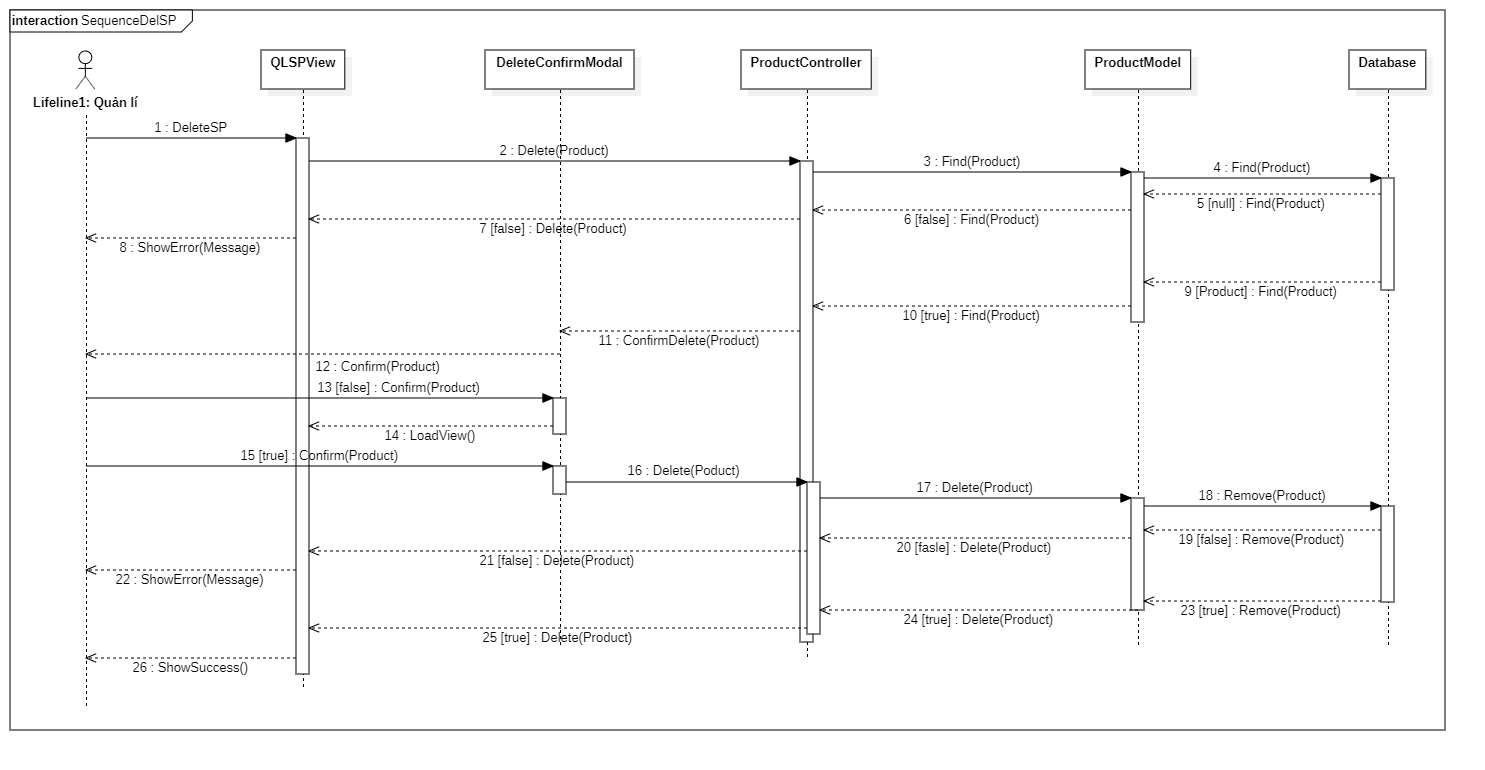 interaction SequenceDelSP
Lifeline1: Quản lí
QLSPView
DeleteConfirmModal
ProductController
ProductModel
Database
1 : DeleteSP
2 : Delete(Product)
3 : Find(Product)
4 : Find(Product)
5 [null] : Find(Product)
6 [false] : Find(Product)
7 [false] : Delete(Product)
8 : ShowError(Message)
9 [Product] : Find(Product)
10 [true] : Find(Product)
11 : ConfirmDelete(Product)
12 : Confirm(Product)
13 [false] : Confirm(Product)
14 : LoadView()
15 [true] : Confirm(Product)
16 : Delete(Poduct)
17 : Delete(Product)
18 : Remove(Product)
19 [false] : Remove(Product)
20 [fasle] : Delete(Product)
21 [false] : Delete(Product)
22 : ShowError(Message)
23 [true] : Remove(Product)
24 [true] : Delete(Product)
25 [true] : Delete(Product)
26 : ShowSuccess()